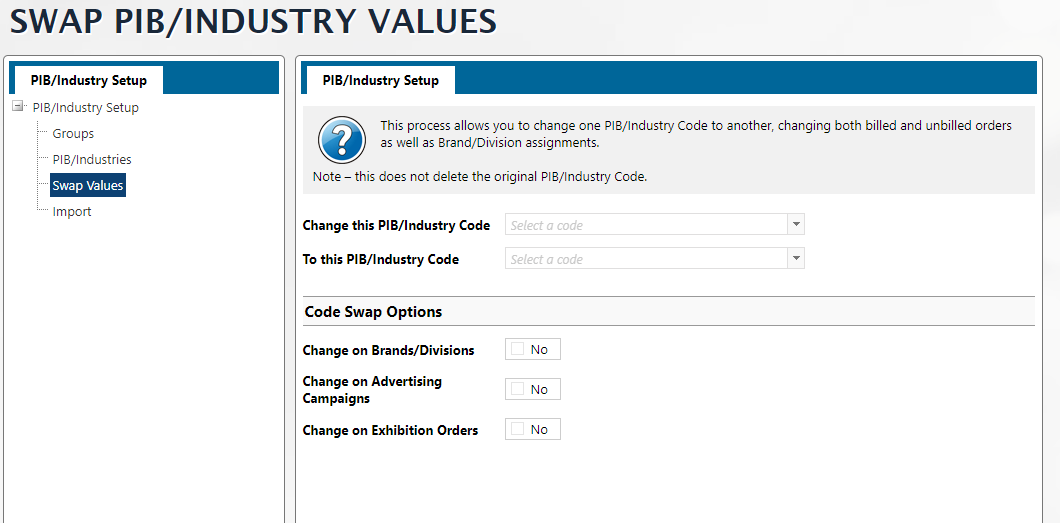 SWAP PIB/INDUSTRY VALUES
PIB/Industry Setup
PIB/Industry Setup
Groups
PIB/Industries
Swap Values
Import
PIB/Industry Setup
?
This process allows you to change one PIB/Industry Code to another, changing both billed and unbilled orders
as well as Brand/Division assignments.
Note – this does not delete the original PIB/Industry Code.
Change this PIB/Industry Code
Select a code
To this PIB/Industry Code
Select a code
Code Swap Options
Change on Brands/Divisions
No
Change on Advertising
Campaigns
No
Change on Exhibition Orders
No